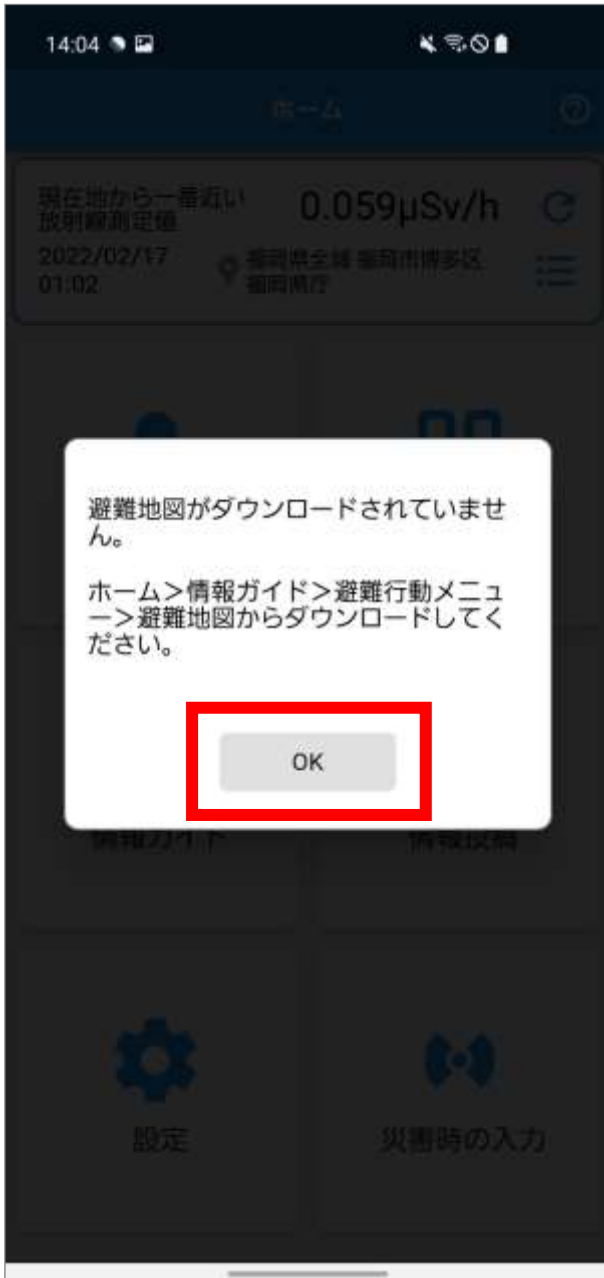 14:04
ホーム
現在地から一番近い
放射線測定値
0.059μSv/h
2022/02/17
01:02
福岡県全域 福岡市博多区
福岡県庁
避難地図がダウンロードされていませ
ん。
ホーム>情報ガイド>避難行動メニュ
ー>避難地図からダウンロードしてく
ださい。
OK
情報ガイド
情報投稿
設定
災害時の入力